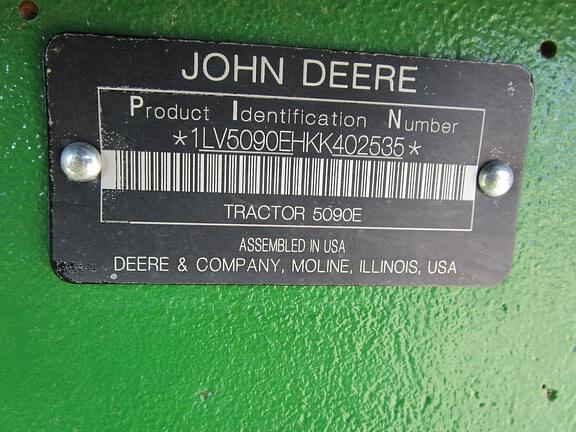 JOHN DEERE
Product Identification Number
*1LV5090EHKK402535*
TRACTOR 5090E
ASSEMBLED IN USA
DEERE & COMPANY, MOLINE, ILLINOIS, USA